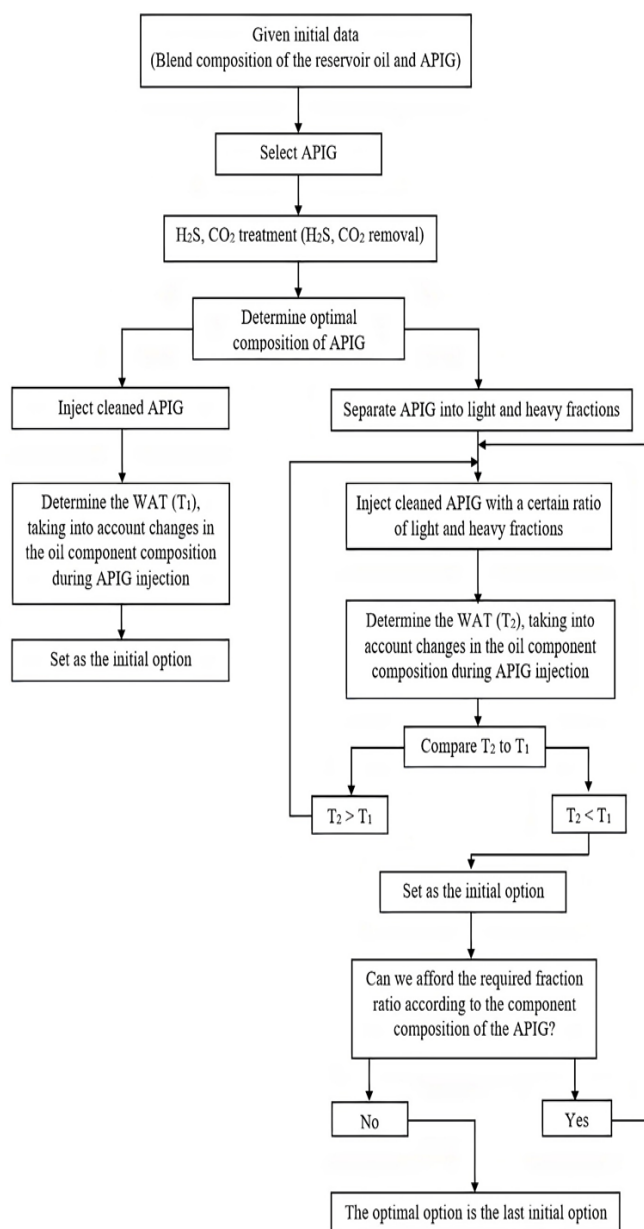 Given initial data
(Blend composition of the reservoir oil and APIG)
Select APIG
H₂S, CO₂ treatment (H₂S, CO₂ removal)
Determine optimal
composition of APIG
Inject cleaned APIG
Determine the WAT (T₁),
taking into account changes in
the oil component composition
during APIG injection
Set as the initial option
Separate APIG into light and heavy fractions
Inject cleaned APIG with a certain ratio
of light and heavy fractions
Determine the WAT (T₂), taking into
account changes in the oil component
composition during APIG injection
Compare T₂ to T₁
T₂ > T₁
T₂ < T₁
Set as the initial option
Can we afford the required fraction
ratio according to the component
composition of the APIG?
No
Yes
The optimal option is the last initial option